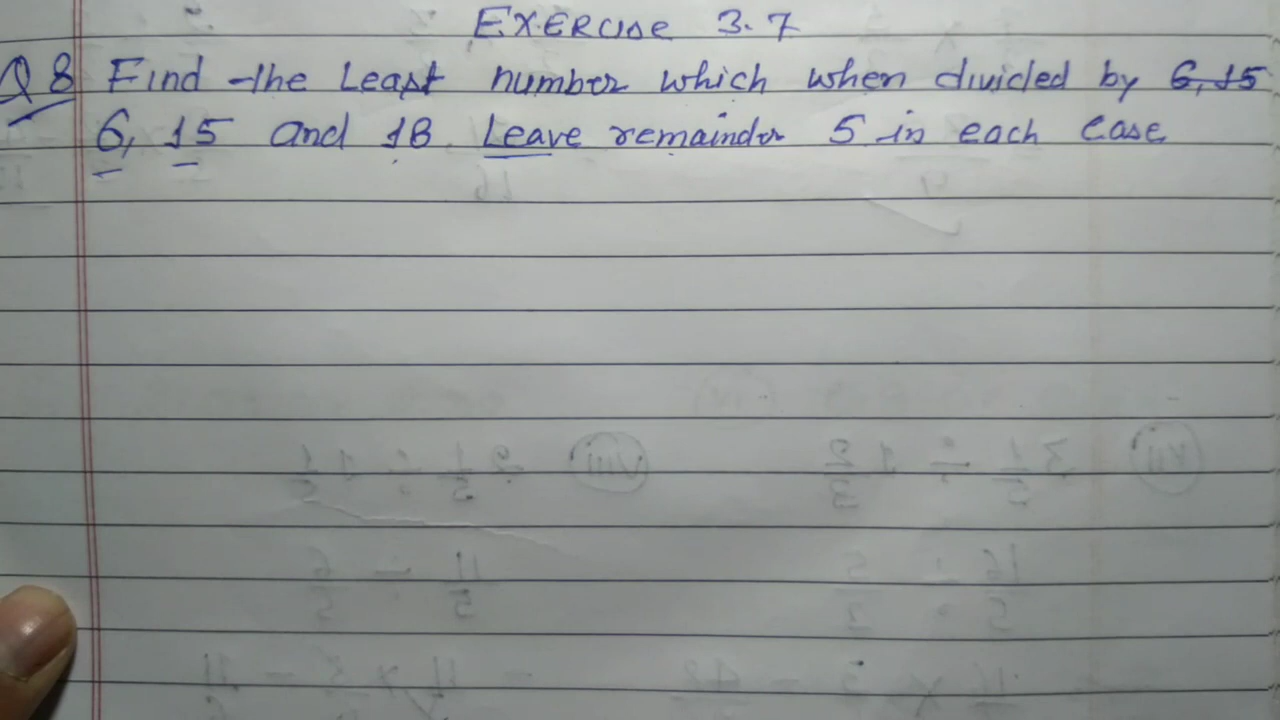 EXERCISE 3.7
Q 8 Find the Least number which when divided by 6, 15
6, 15 and 18 Leave remainder 5 in each case